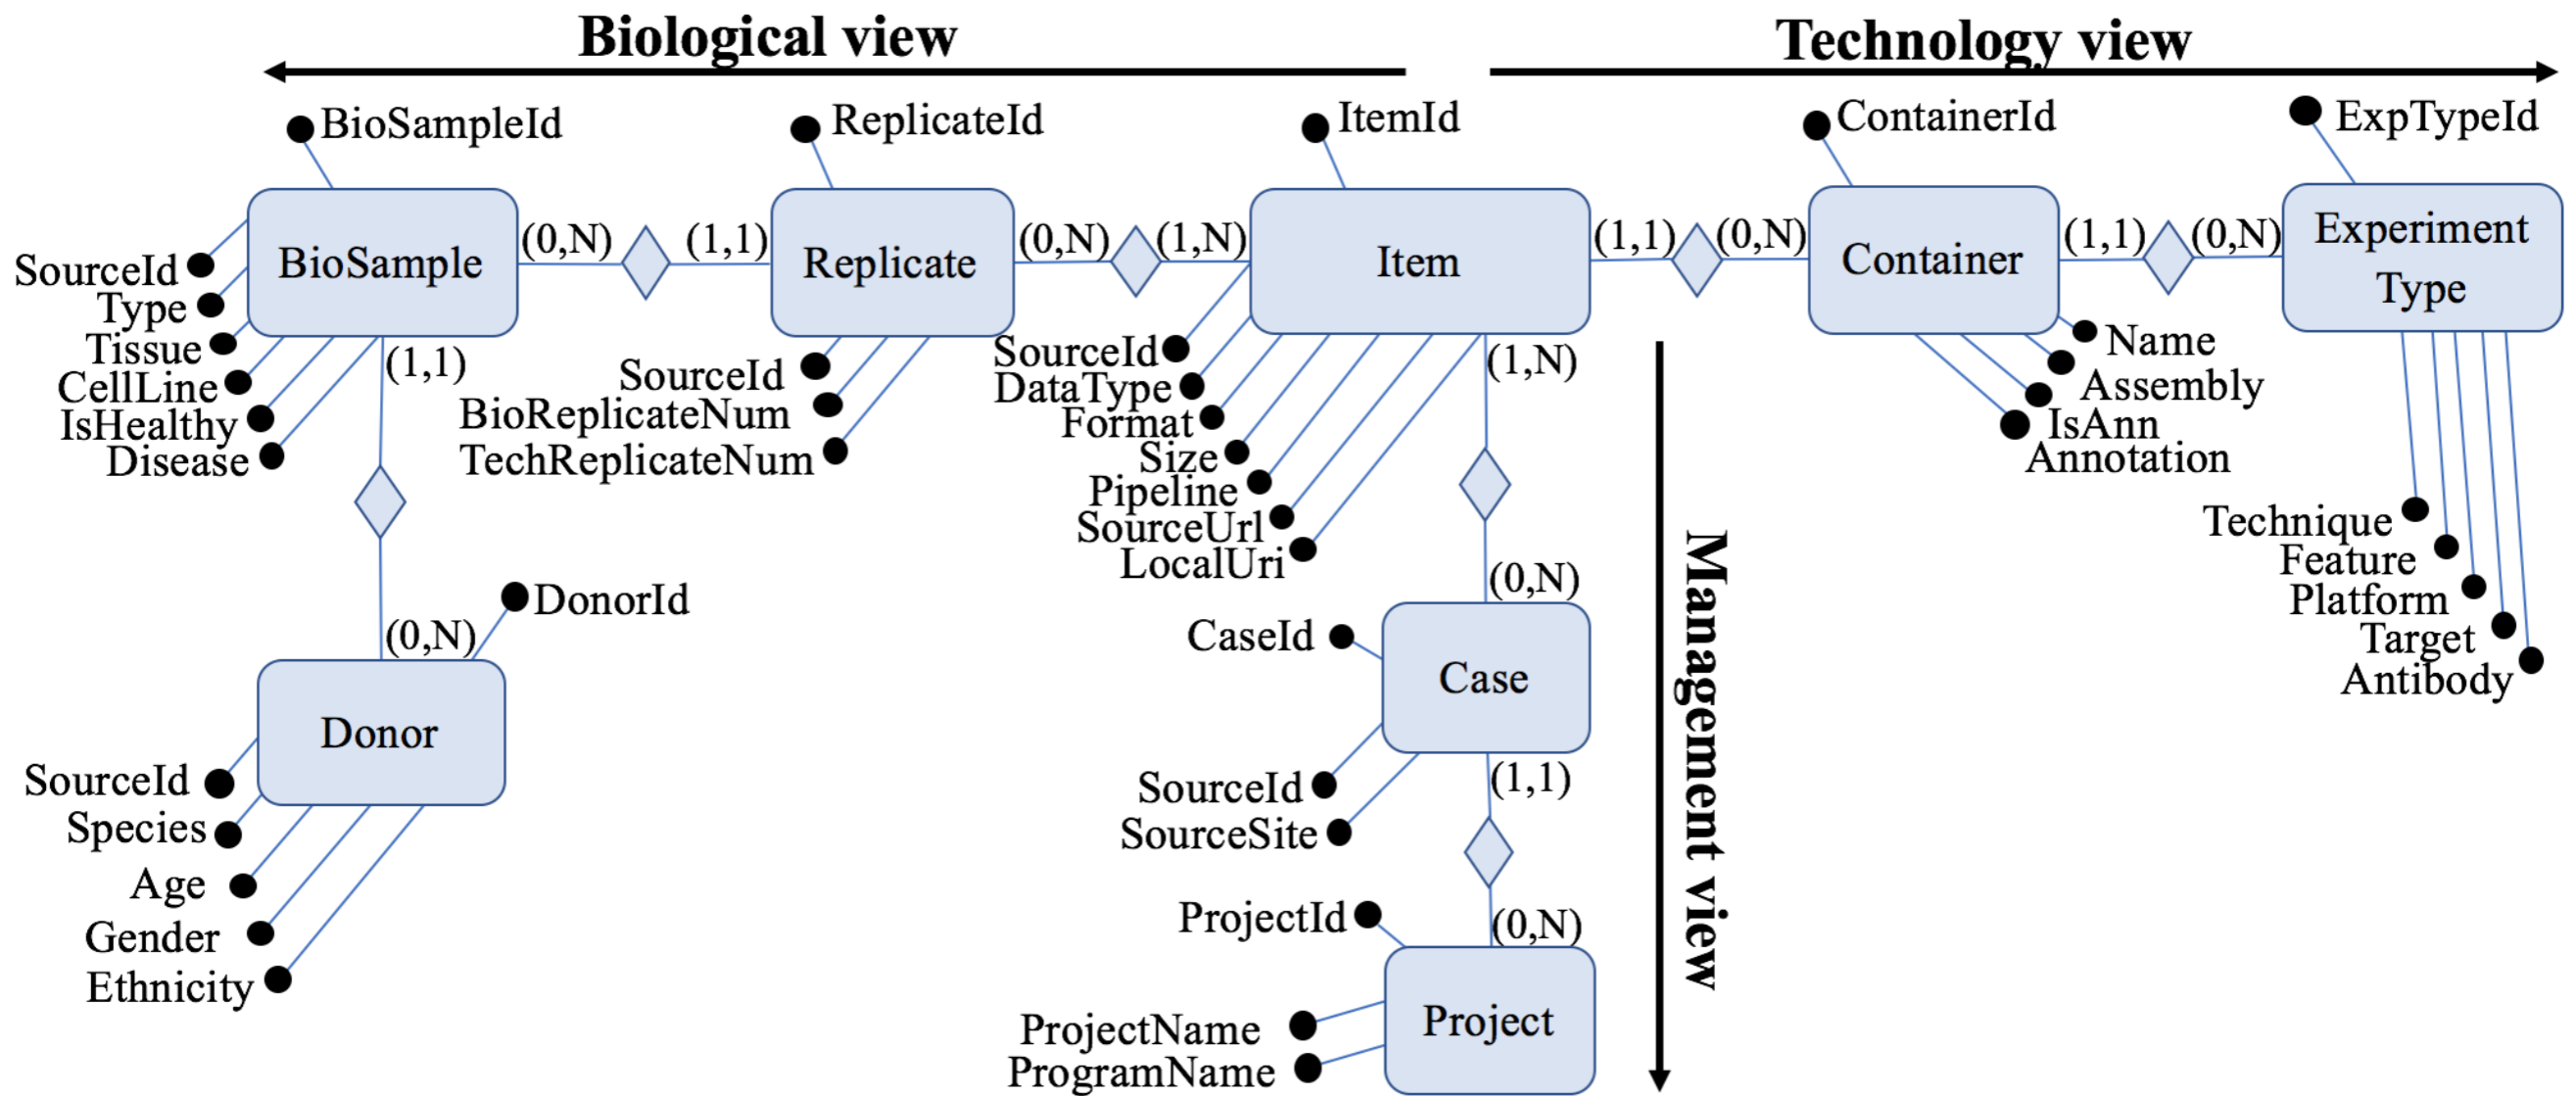 Biological view
Technology view
BioSampleId
ReplicateId
ItemId
ContainerId
ExpTypeId
BioSample
(0,N)
(1,1)
Replicate
(0,N)
(1,N)
Item
(1,1)
(0,N)
Container
(1,1)
(0,N)
Experiment
Type
SourceId
Type
Tissue
CellLine
IsHealthy
Disease
(1,1)
SourceId
BioReplicateNum
TechReplicateNum
SourceId
DataType
Format
Size
Pipeline
SourceUrl
LocalUri
(1,N)
Name
Assembly
IsAnn
Annotation
Technique
Feature
Platform
Target
Antibody
Management view
(0,N)
DonorId
Donor
SourceId
Species
Age
Gender
Ethnicity
(0,N)
CaseId
Case
SourceId
SourceSite
(1,1)
ProjectId
(0,N)
Project
ProjectName
ProgramName